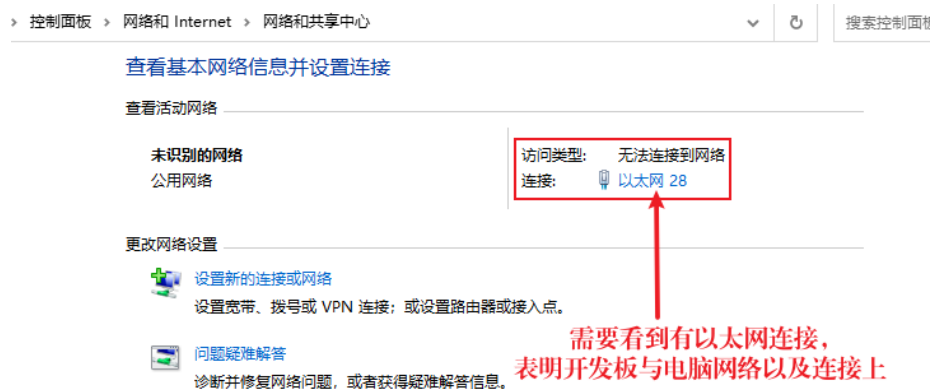 控制面板 › 网络和 Internet › 网络和共享中心
搜索控制面板
查看基本网络信息并设置连接
查看活动网络
未识别的网络
公用网络
访问类型: 无法连接到网络
连接: 以太网 28
更改网络设置
设置新的连接或网络
设置宽带、拨号或 VPN 连接；或设置路由器或接入点。
问题疑难解答
诊断并修复网络问题，或者获得疑难解答信息。
需要看到有以太网连接，
表明开发板与电脑网络以及连接上